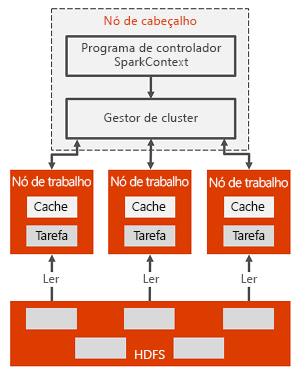 Nó de cabeçalho
Programa de controlador
SparkContext
Gestor de cluster
Nó de trabalho
Cache
Tarefa
Nó de trabalho
Cache
Tarefa
Nó de trabalho
Cache
Tarefa
Ler
Ler
Ler
HDFS